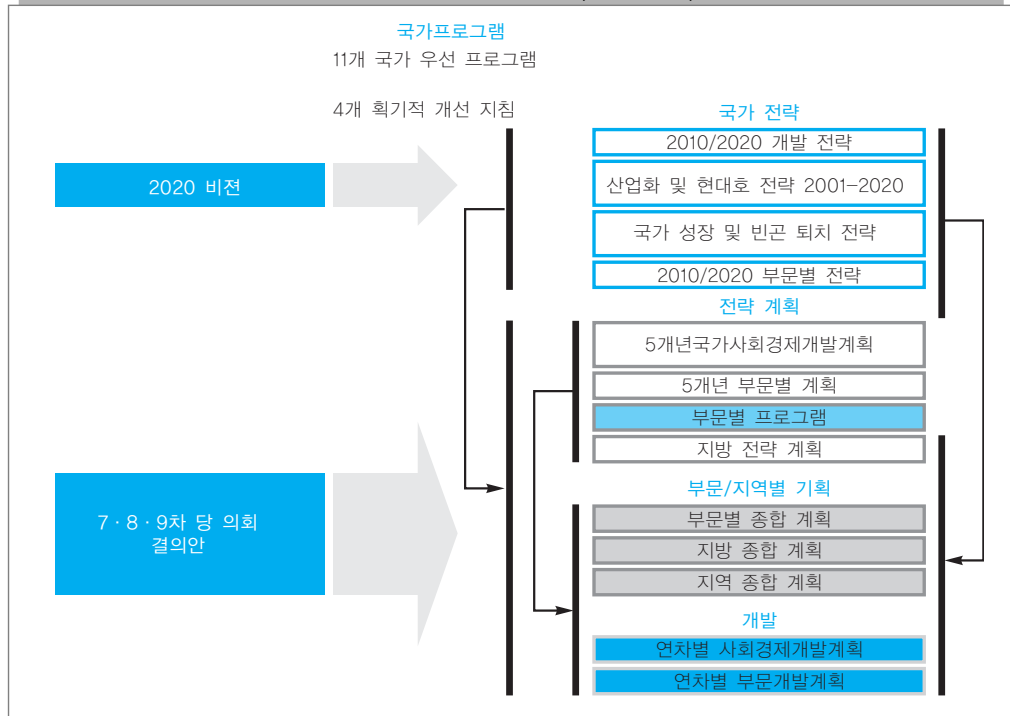 국가프로그램
11개 국가 우선 프로그램
4개 획기적 개선 지침
2020 비젼
7·8·9차 당 의회
결의안
국가 전략
2010/2020 개발 전략
산업화 및 현대호 전략 2001-2020
국가 성장 및 빈곤 퇴치 전략
2010/2020 부문별 전략
전략 계획
5개년국가사회경제개발계획
5개년 부문별 계획
부문별 프로그램
지방 전략 계획
부문/지역별 기획
부문별 종합 계획
지방 종합 계획
지역 종합 계획
개발
연차별 사회경제개발계획
연차별 부문개발계획